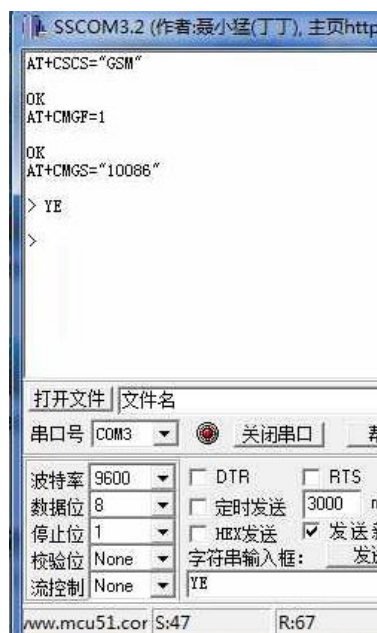 SSCOM3.2 (作者:聂小猛(丁丁), 主页http
AT+CSCS="GSM"
OK
AT+CMGF=1
OK
AT+CMGS="10086"
> YE
>
打开文件 文件名
串口号 COM3 关闭串口
波特率 9600 DTR RTS
数据位 8 定时发送 3000
停止位 1 HEX发送 发送新
校验位 None 字符串输入框: 发送
流控制 None YE
www.mcu51.cor S:47 R:67